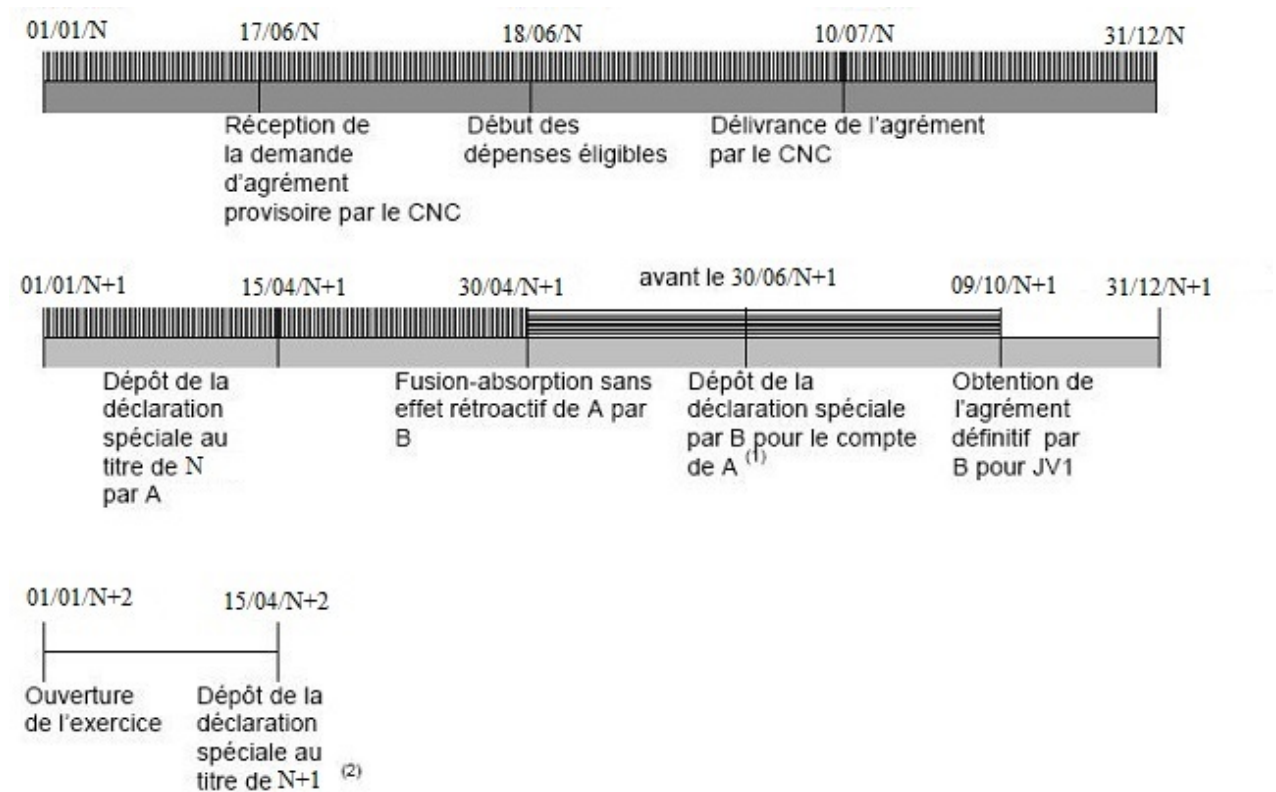 01/01/N 17/06/N 18/06/N 10/07/N 31/12/N
Réception de
la demande
d'agrément
provisoire par le CNC
Début des
dépenses éligibles
Délivrance de l'agrément
par le CNC
01/01/N+1 15/04/N+1 30/04/N+1 avant le 30/06/N+1 09/10/N+1 31/12/N+1
Dépôt de la
déclaration
spéciale au
titre de N
par A
Fusion-absorption sans
effet rétroactif de A par
B
Dépôt de la
déclaration spéciale
par B pour le compte
de A (1)
Obtention de
l'agrément
définitif par
B pour JV1
01/01/N+2 15/04/N+2
Ouverture
de l'exercice
Dépôt de la
déclaration
spéciale au
titre de N+1 (2)